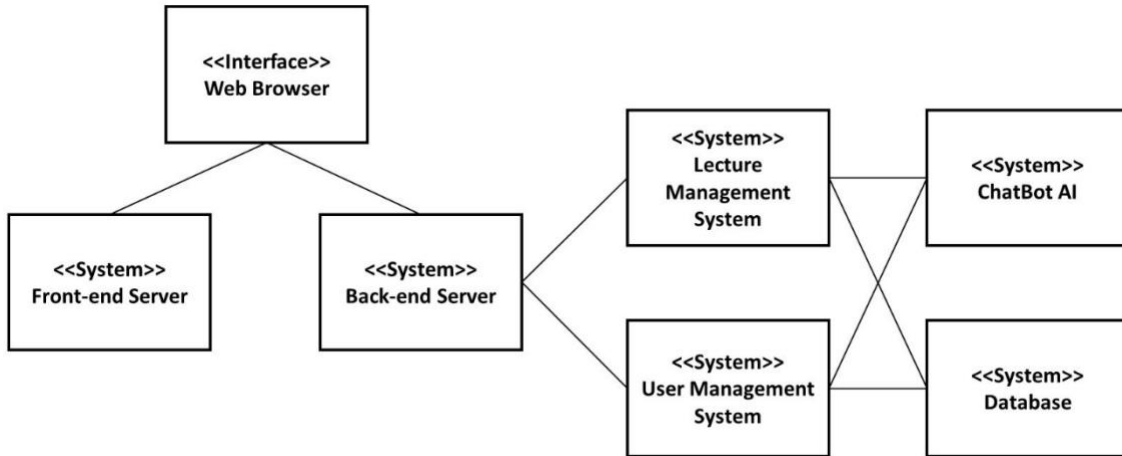 <<Interface>>
Web Browser
<<System>>
Front-end Server
<<System>>
Back-end Server
<<System>>
Lecture
Management
System
<<System>>
User Management
System
<<System>>
ChatBot AI
<<System>>
Database